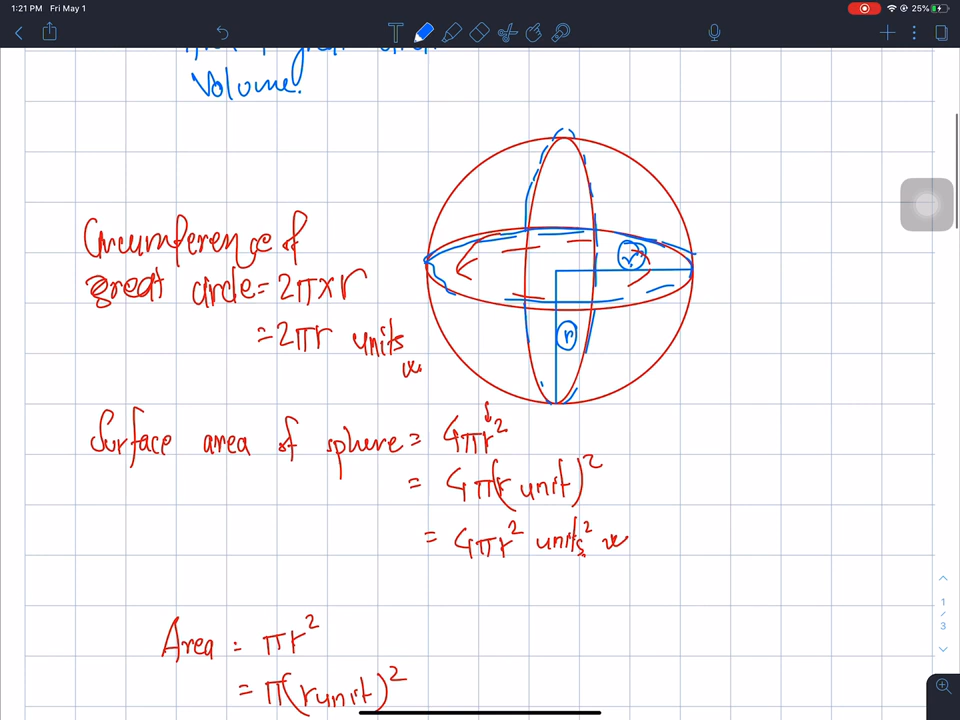 1:21 PM Fri May 1
25%
Volume.
Circumference of
great circle = 2π×r
= 2πr units
r
r
Surface area of sphere = 4πr²
= 4π(r unit)²
= 4πr² units²
1
/
3
Area = πr²
= π(r unit)²